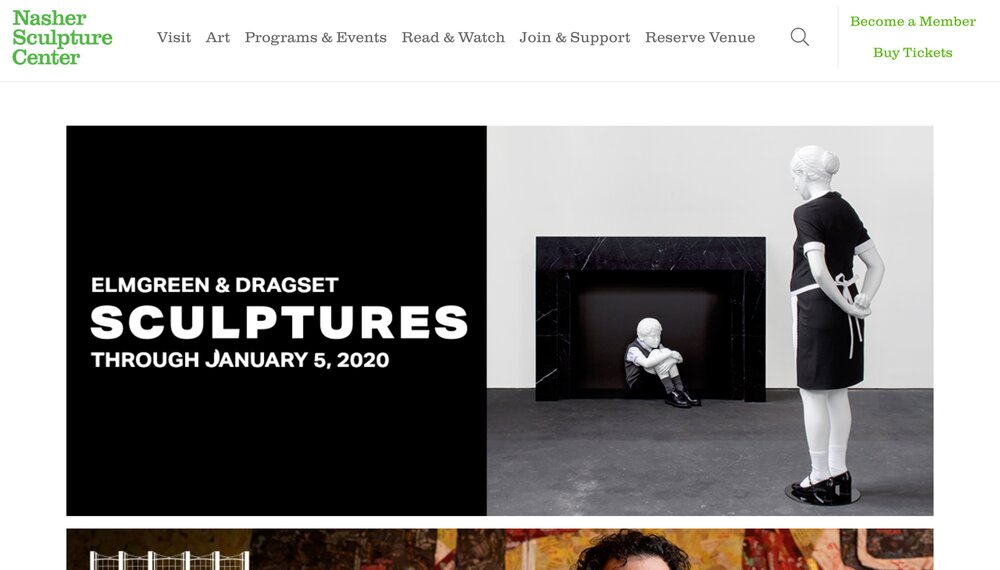 Nasher
Sculpture
Center
Visit Art Programs & Events Read & Watch Join & Support Reserve Venue
Become a Member
Buy Tickets
ELMGREEN & DRAGSET
SCULPTURES
THROUGH JANUARY 5, 2020